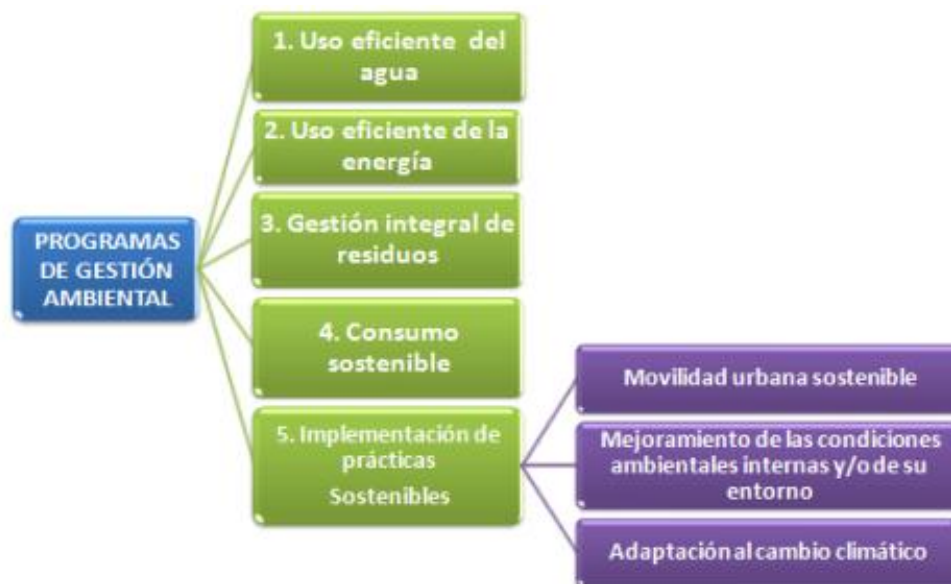 1. Uso eficiente del
agua
2. Uso eficiente de la
energía
PROGRAMAS
DE GESTIÓN
AMBIENTAL
3. Gestión integral de
residuos
4. Consumo
sostenible
5. Implementación de
prácticas
Sostenibles
Movilidad urbana sostenible
Mejoramiento de las condiciones
ambientales internas y/o de su
entorno
Adaptación al cambio climático